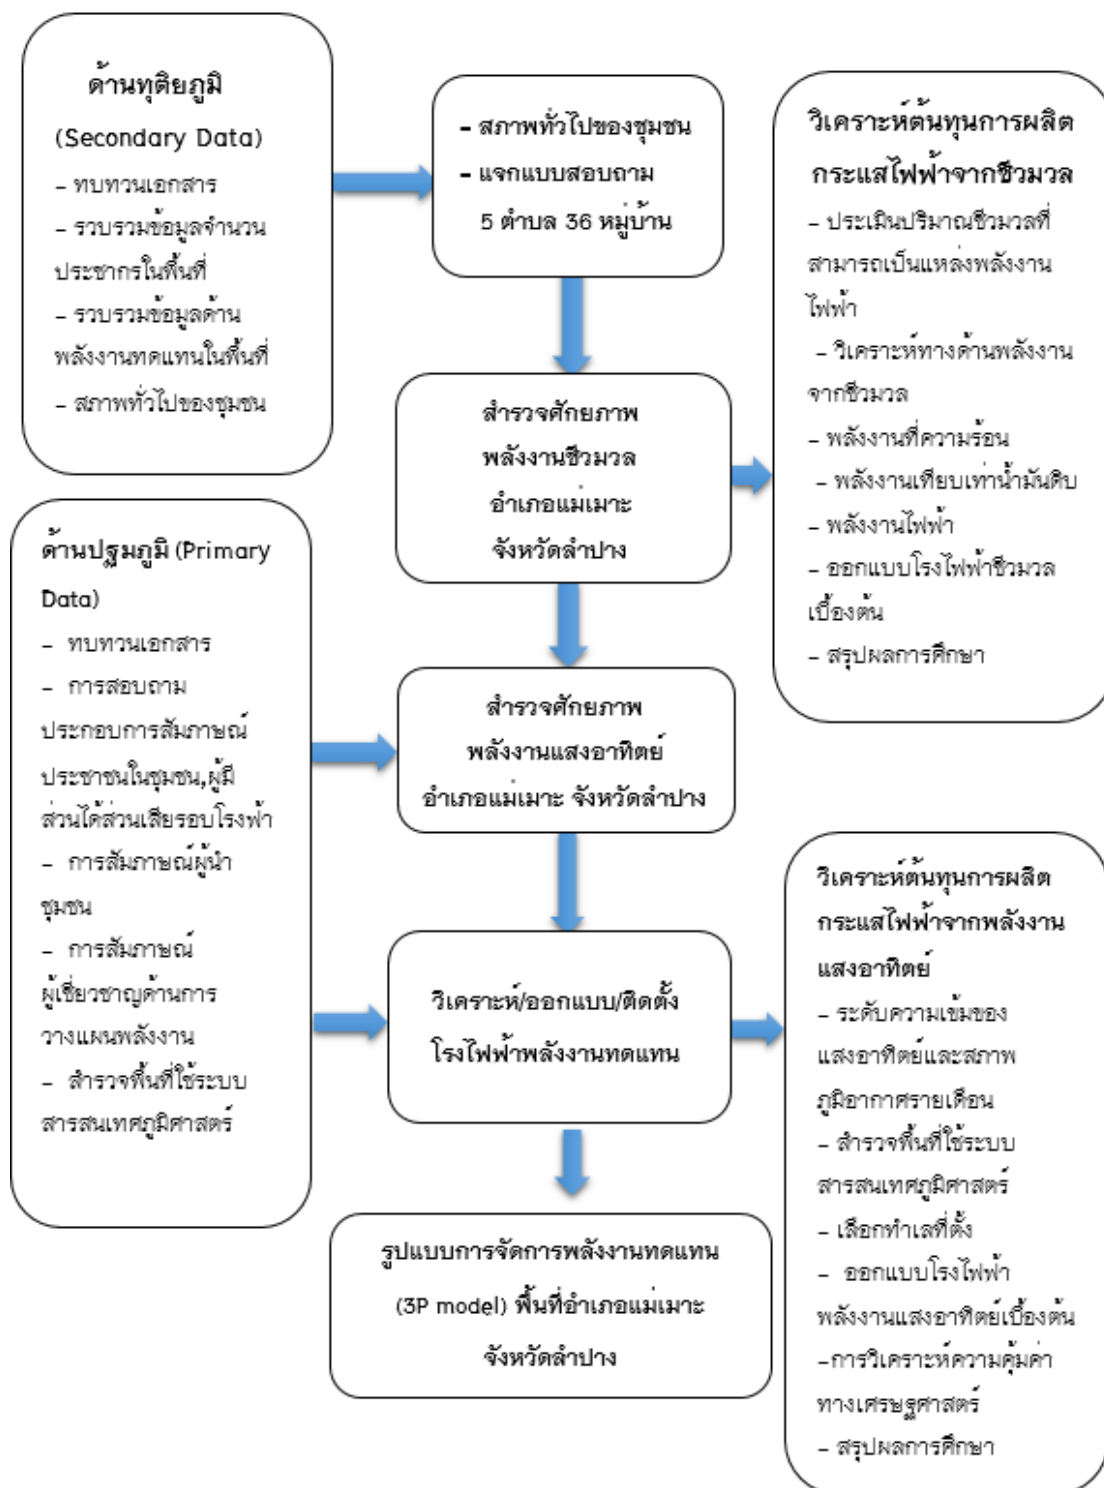 ด้านทุติยภูมิ
(Secondary Data)
- ทบทวนเอกสาร
- รวบรวมข้อมูลจำนวน
ประชากรในพื้นที่
- รวบรวมข้อมูลด้าน
พลังงานทดแทนในพื้นที่
- สภาพทั่วไปของชุมชน
- สภาพทั่วไปของชุมชน
- แจกแบบสอบถาม
5 ตำบล 36 หมู่บ้าน
วิเคราะห์ต้นทุนการผลิต
กระแสไฟฟ้าจากชีวมวล
- ประเมินปริมาณชีวมวลที่
สามารถเป็นแหล่งพลังงาน
ไฟฟ้า
- วิเคราะห์ทางด้านพลังงาน
จากชีวมวล
- พลังงานที่ความร้อน
- พลังงานเทียบเท่าน้ำมันดิบ
- พลังงานไฟฟ้า
- ออกแบบโรงไฟฟ้าชีวมวล
เบื้องต้น
- สรุปผลการศึกษา
สำรวจศักยภาพ
พลังงานชีวมวล
อำเภอแม่เมาะ
จังหวัดลำปาง
ด้านปฐมภูมิ (Primary
Data)
- ทบทวนเอกสาร
- การสอบถาม
ประกอบการสัมภาษณ์
ประชาชนในชุมชน,ผู้มี
ส่วนได้ส่วนเสียรอบโรงฟ้า
- การสัมภาษณ์ผู้นำ
ชุมชน
- การสัมภาษณ์
ผู้เชี่ยวชาญด้านการ
วางแผนพลังงาน
- สำรวจพื้นที่ใช้ระบบ
สารสนเทศภูมิศาสตร์
สำรวจศักยภาพ
พลังงานแสงอาทิตย์
อำเภอแม่เมาะ จังหวัดลำปาง
วิเคราะห์/ออกแบบ/ติดตั้ง
โรงไฟฟ้าพลังงานทดแทน
วิเคราะห์ต้นทุนการผลิต
กระแสไฟฟ้าจากพลังงาน
แสงอาทิตย์
- ระดับความเข้มของ
แสงอาทิตย์และสภาพ
ภูมิอากาศรายเดือน
- สำรวจพื้นที่ใช้ระบบ
สารสนเทศภูมิศาสตร์
- เลือกทำเลที่ตั้ง
- ออกแบบโรงไฟฟ้า
พลังงานแสงอาทิตย์เบื้องต้น
-การวิเคราะห์ความคุ้มค่า
ทางเศรษฐศาสตร์
- สรุปผลการศึกษา
รูปแบบการจัดการพลังงานทดแทน
(3P model) พื้นที่อำเภอแม่เมาะ
จังหวัดลำปาง